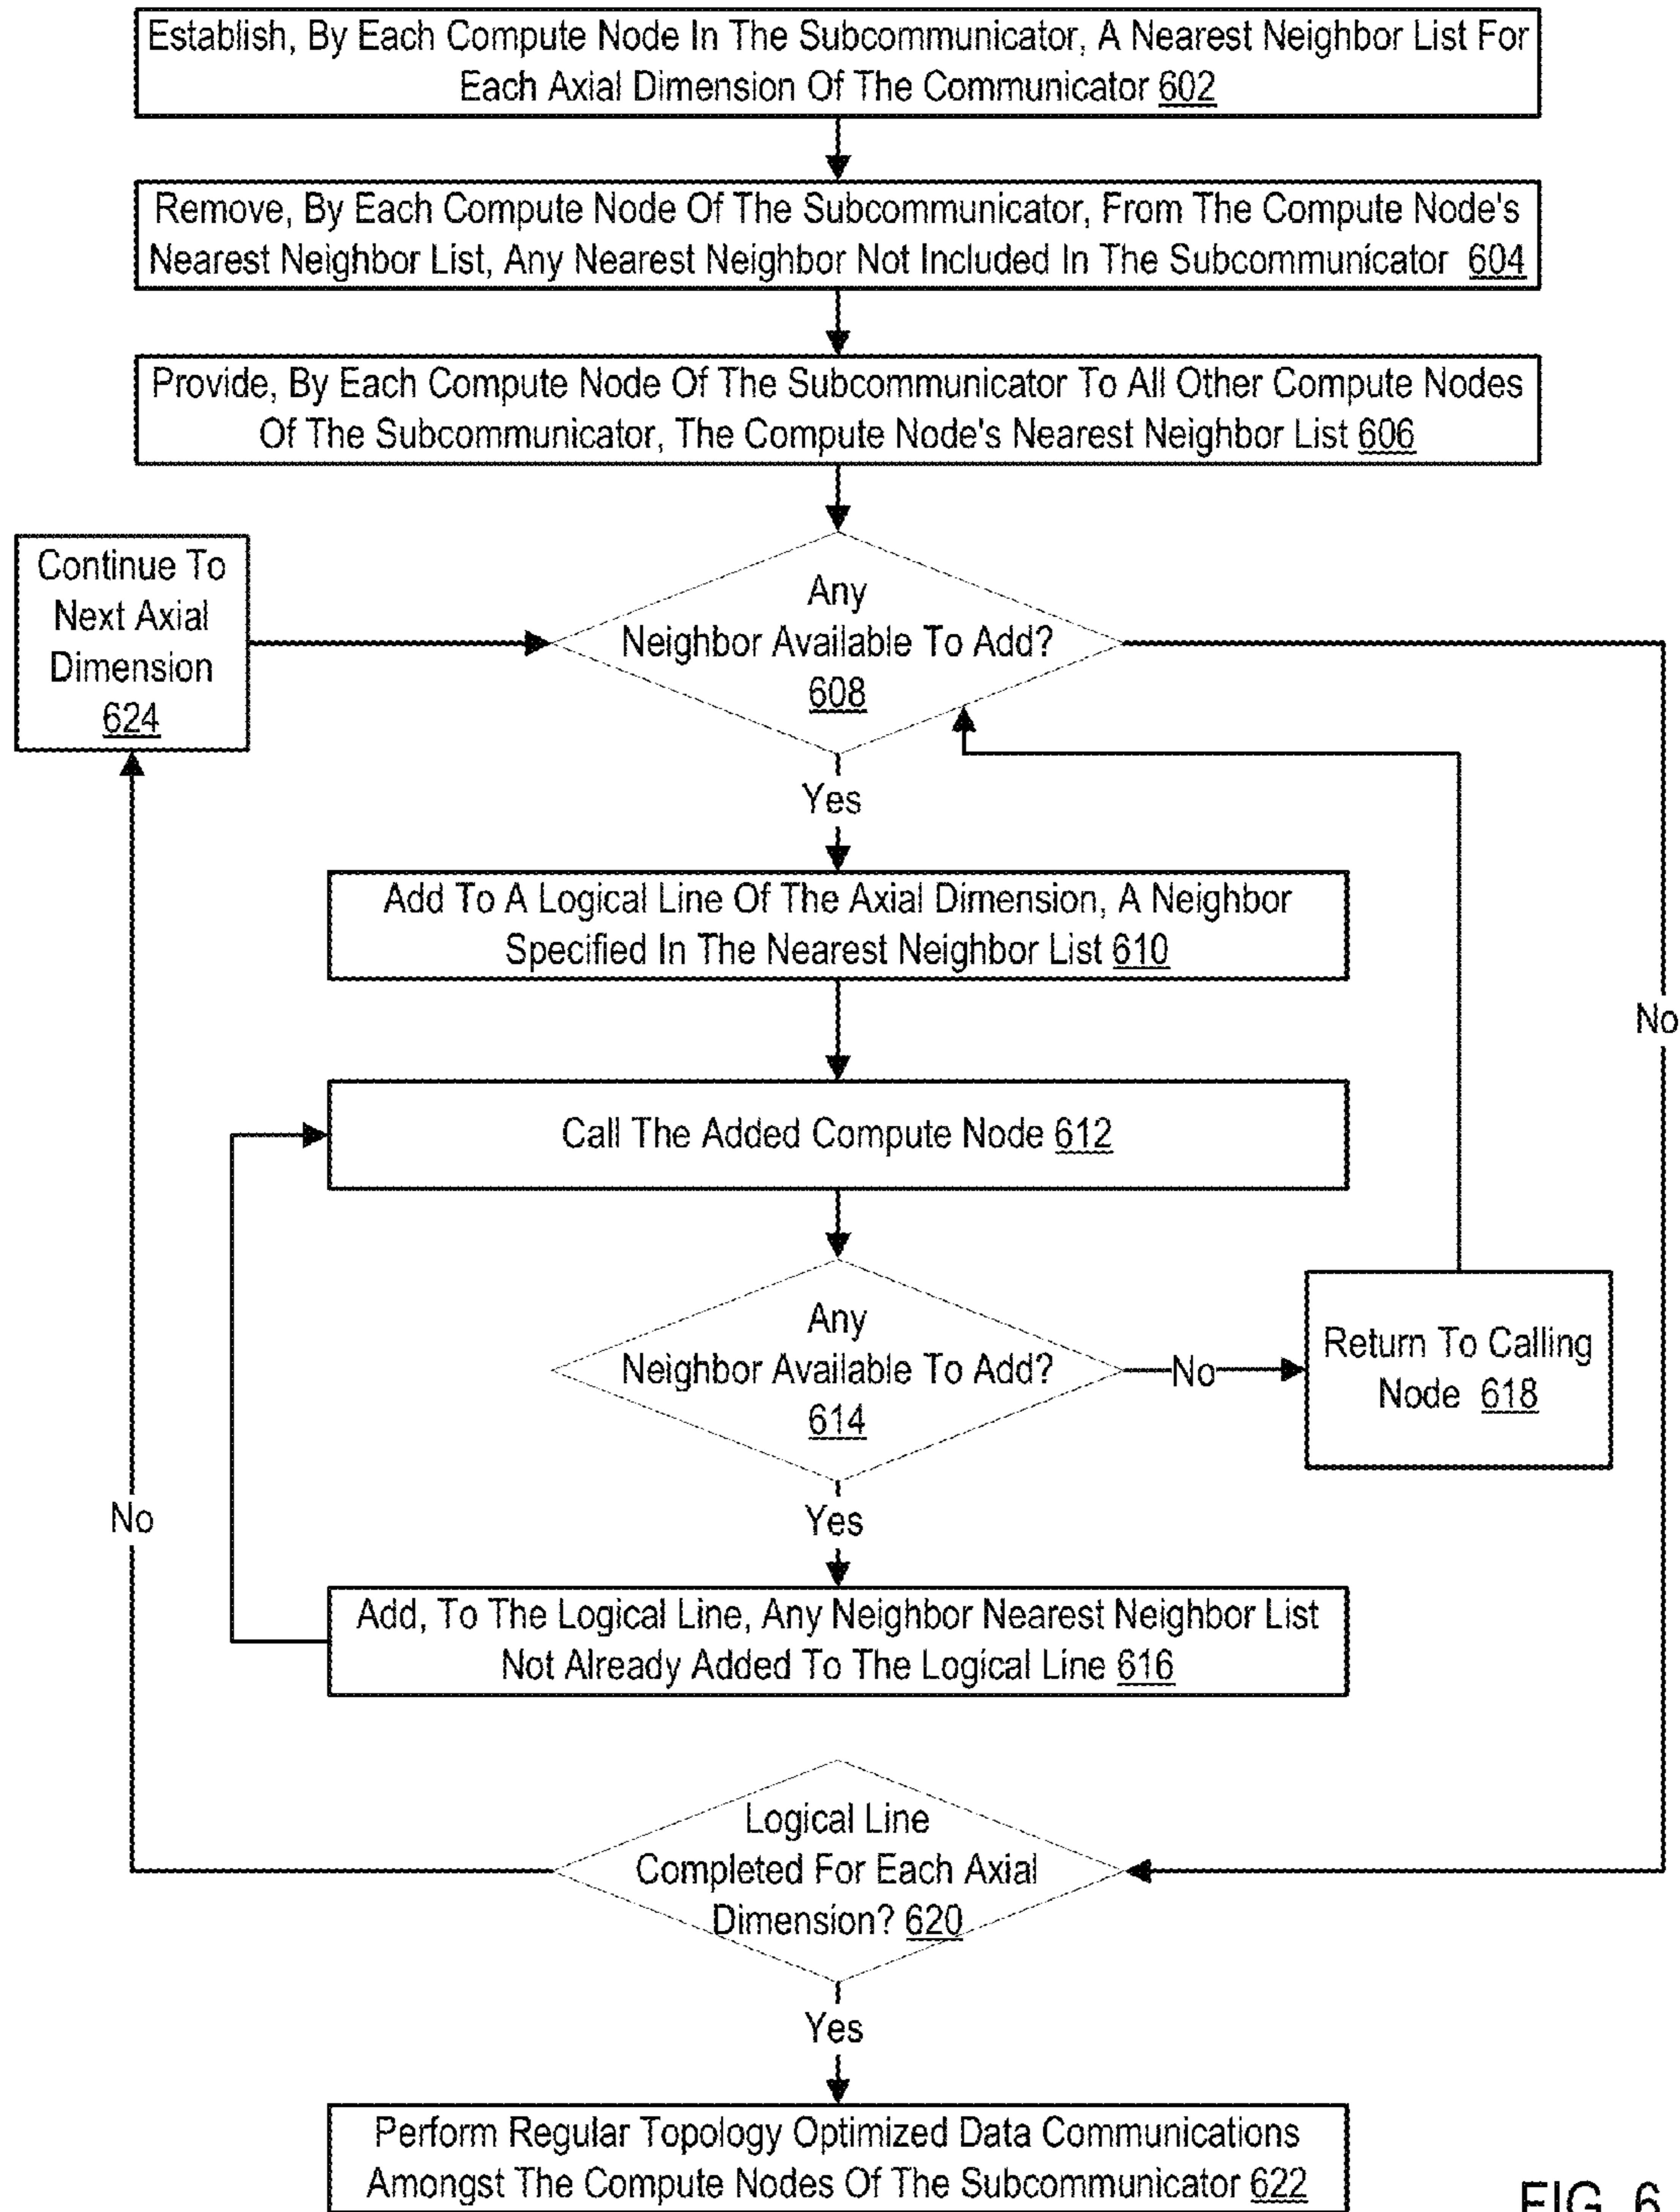 Establish, By Each Compute Node In The Subcommunicator, A Nearest Neighbor List For
Each Axial Dimension Of The Communicator 602
Remove, By Each Compute Node Of The Subcommunicator, From The Compute Node's
Nearest Neighbor List, Any Nearest Neighbor Not Included In The Subcommunicator 604
Provide, By Each Compute Node Of The Subcommunicator To All Other Compute Nodes
Of The Subcommunicator, The Compute Node's Nearest Neighbor List 606
Continue To
Next Axial
Dimension
624
Any
Neighbor Available To Add?
608
Yes
Add To A Logical Line Of The Axial Dimension, A Neighbor
Specified In The Nearest Neighbor List 610
No
Call The Added Compute Node 612
Any
Neighbor Available To Add?
614
No
Return To Calling
Node 618
Yes
No
Add, To The Logical Line, Any Neighbor Nearest Neighbor List
Not Already Added To The Logical Line 616
Logical Line
Completed For Each Axial
Dimension? 620
Yes
Perform Regular Topology Optimized Data Communications
Amongst The Compute Nodes Of The Subcommunicator 622
FIG. 6